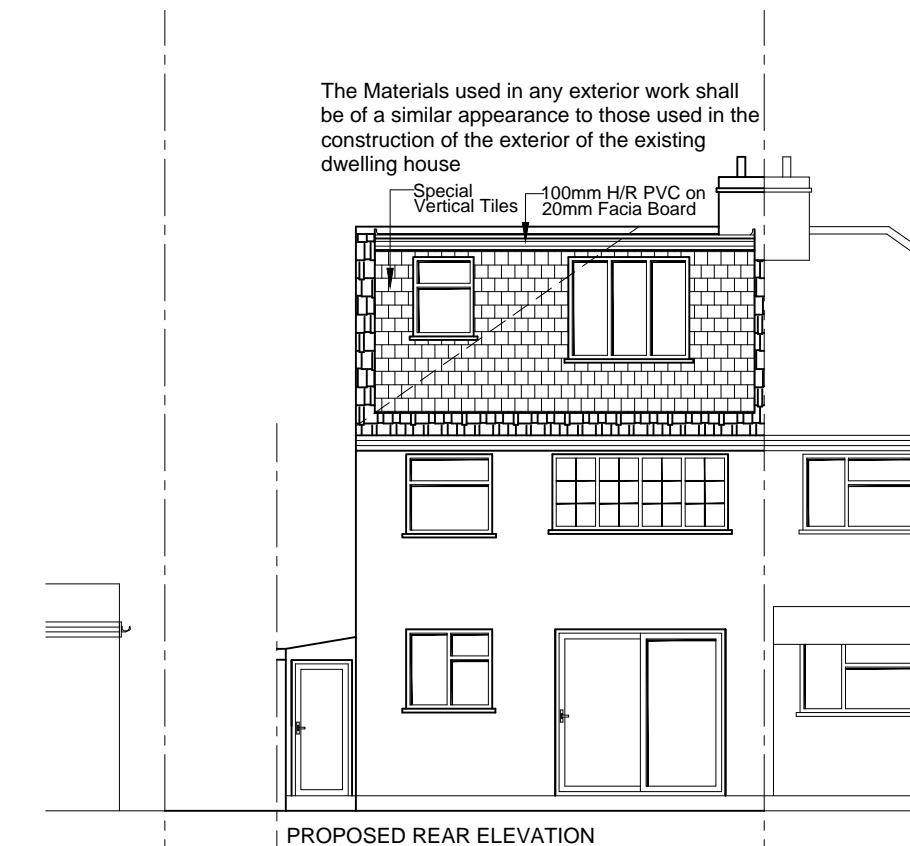 The Materials used in any exterior work shall
be of a similar appearance to those used in the
construction of the exterior of the existing
dwelling house
Special
Vertical Tiles
100mm H/R PVC on
20mm Facia Board
PROPOSED REAR ELEVATION